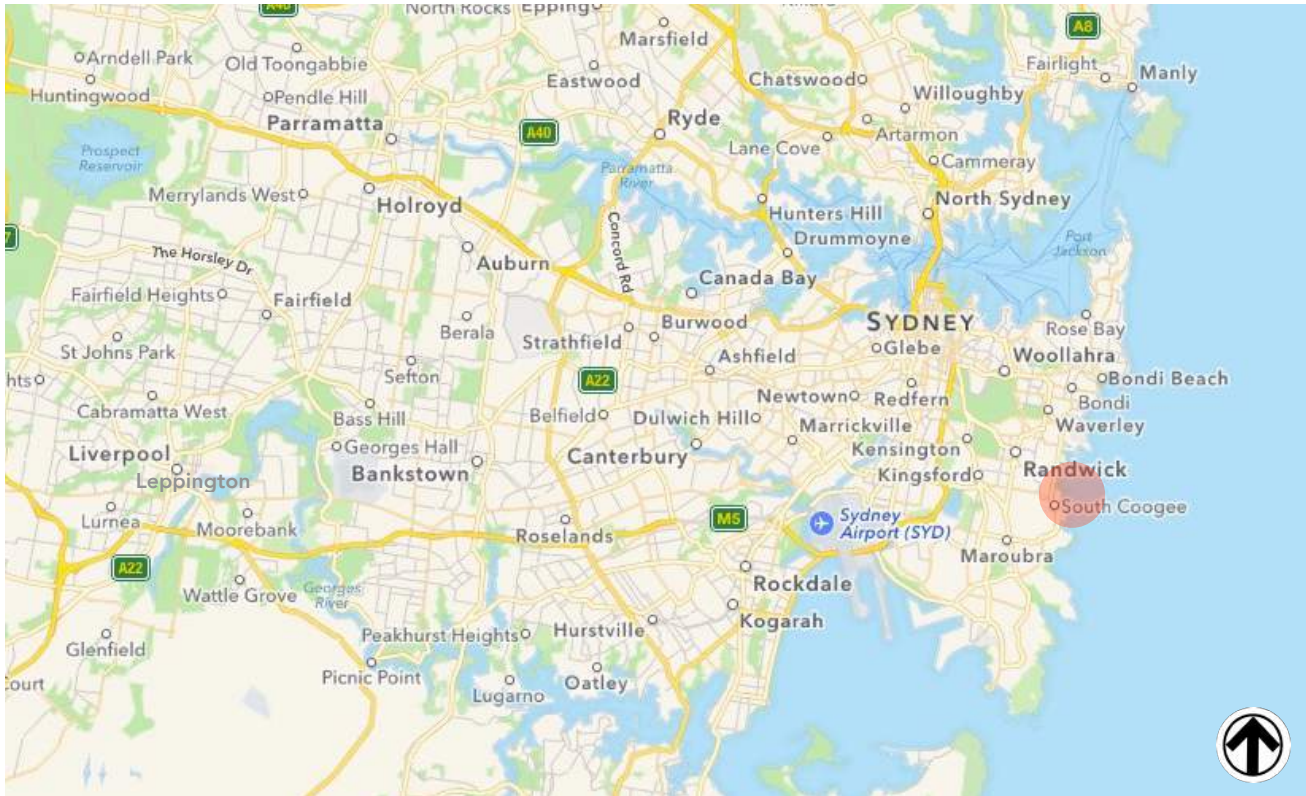 A40
North Rocks
Epping
Marsfield
A8
Arndell Park
Old Toongabbie
Eastwood
Chatswood
Fairlight
Manly
Huntingwood
Pendle Hill
Willoughby
Parramatta
A40
Ryde
Artarmon
Lane Cove
Cammeray
Prospect
Reservoir
Parramatta
River
Merrylands West
Holroyd
Concord Rd
Hunters Hill
North Sydney
Drummoyne
Port
Jackson
7
The Horsley Dr
Auburn
Canada Bay
Fairfield Heights
Fairfield
Berala
Strathfield
Burwood
SYDNEY
Rose Bay
St Johns Park
Sefton
Ashfield
Glebe
Woollahra
hts
A22
Bondi Beach
Cabramatta West
Bass Hill
Belfield
Dulwich Hill
Newtown
Redfern
Bondi
Marrickville
Waverley
Liverpool
Georges Hall
Canterbury
Kensington
Leppington
Bankstown
Kingsford
Randwick
Lurnea
Moorebank
Roselands
M5
Sydney
Airport (SYD)
South Coogee
Maroubra
A22
Wattle Grove
Georges
River
Rockdale
Glenfield
Peakhurst Heights
Hurstville
Kogarah
court
Picnic Point
Lugarno
Oatley